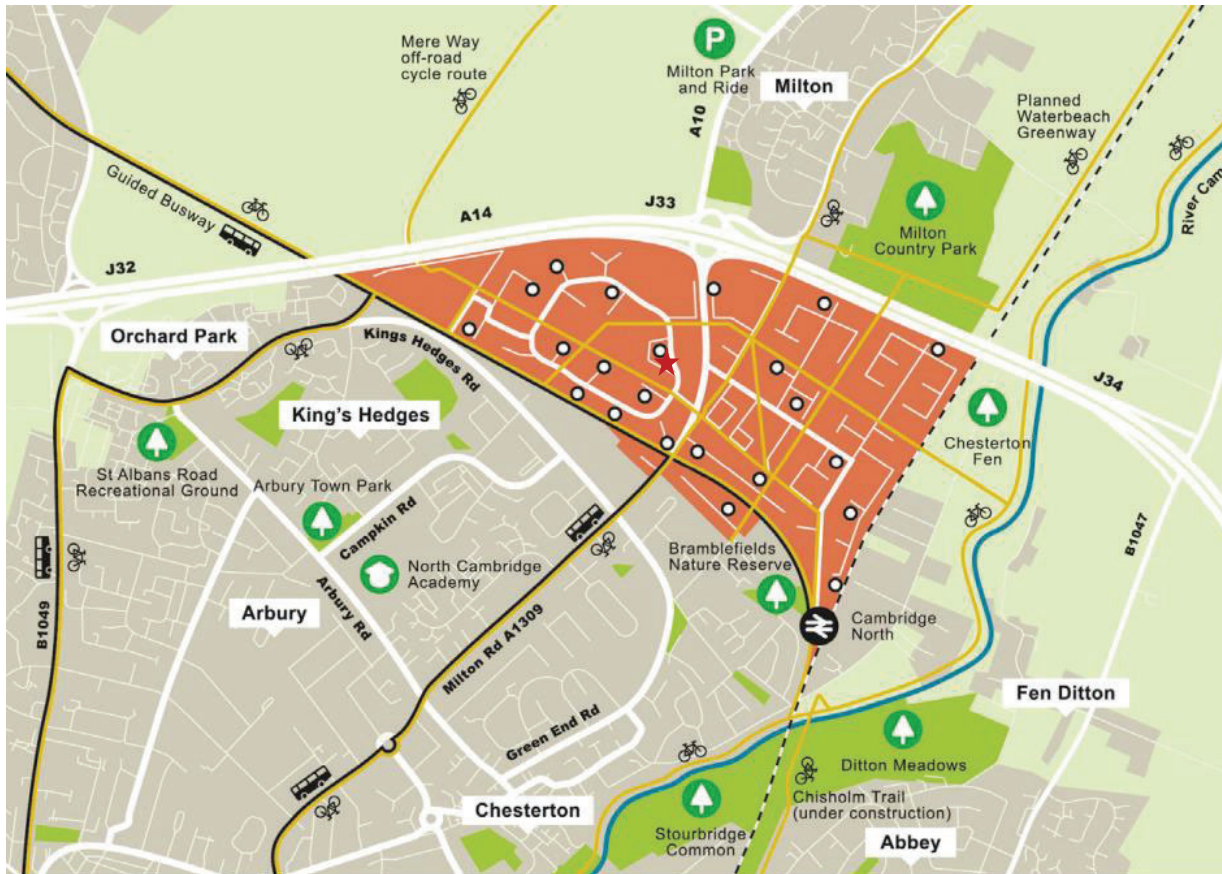 Mere Way
off-road
cycle route
P
Milton Park
and Ride
Milton
A10
Planned
Waterbeach
Greenway
River Cam
Guided Busway
A14
J33
Milton
Country Park
J32
Orchard Park
Kings Hedges Rd
J34
King's Hedges
Chesterton
Fen
St Albans Road
Recreational Ground
Arbury Town Park
Campkin Rd
B1047
Bramblefields
Nature Reserve
North Cambridge
Academy
B1049
Arbury
Arbury Rd
Milton Rd A1309
Cambridge
North
Fen Ditton
Green End Rd
Ditton Meadows
Chesterton
Chisholm Trail
(under construction)
Stourbridge
Common
Abbey